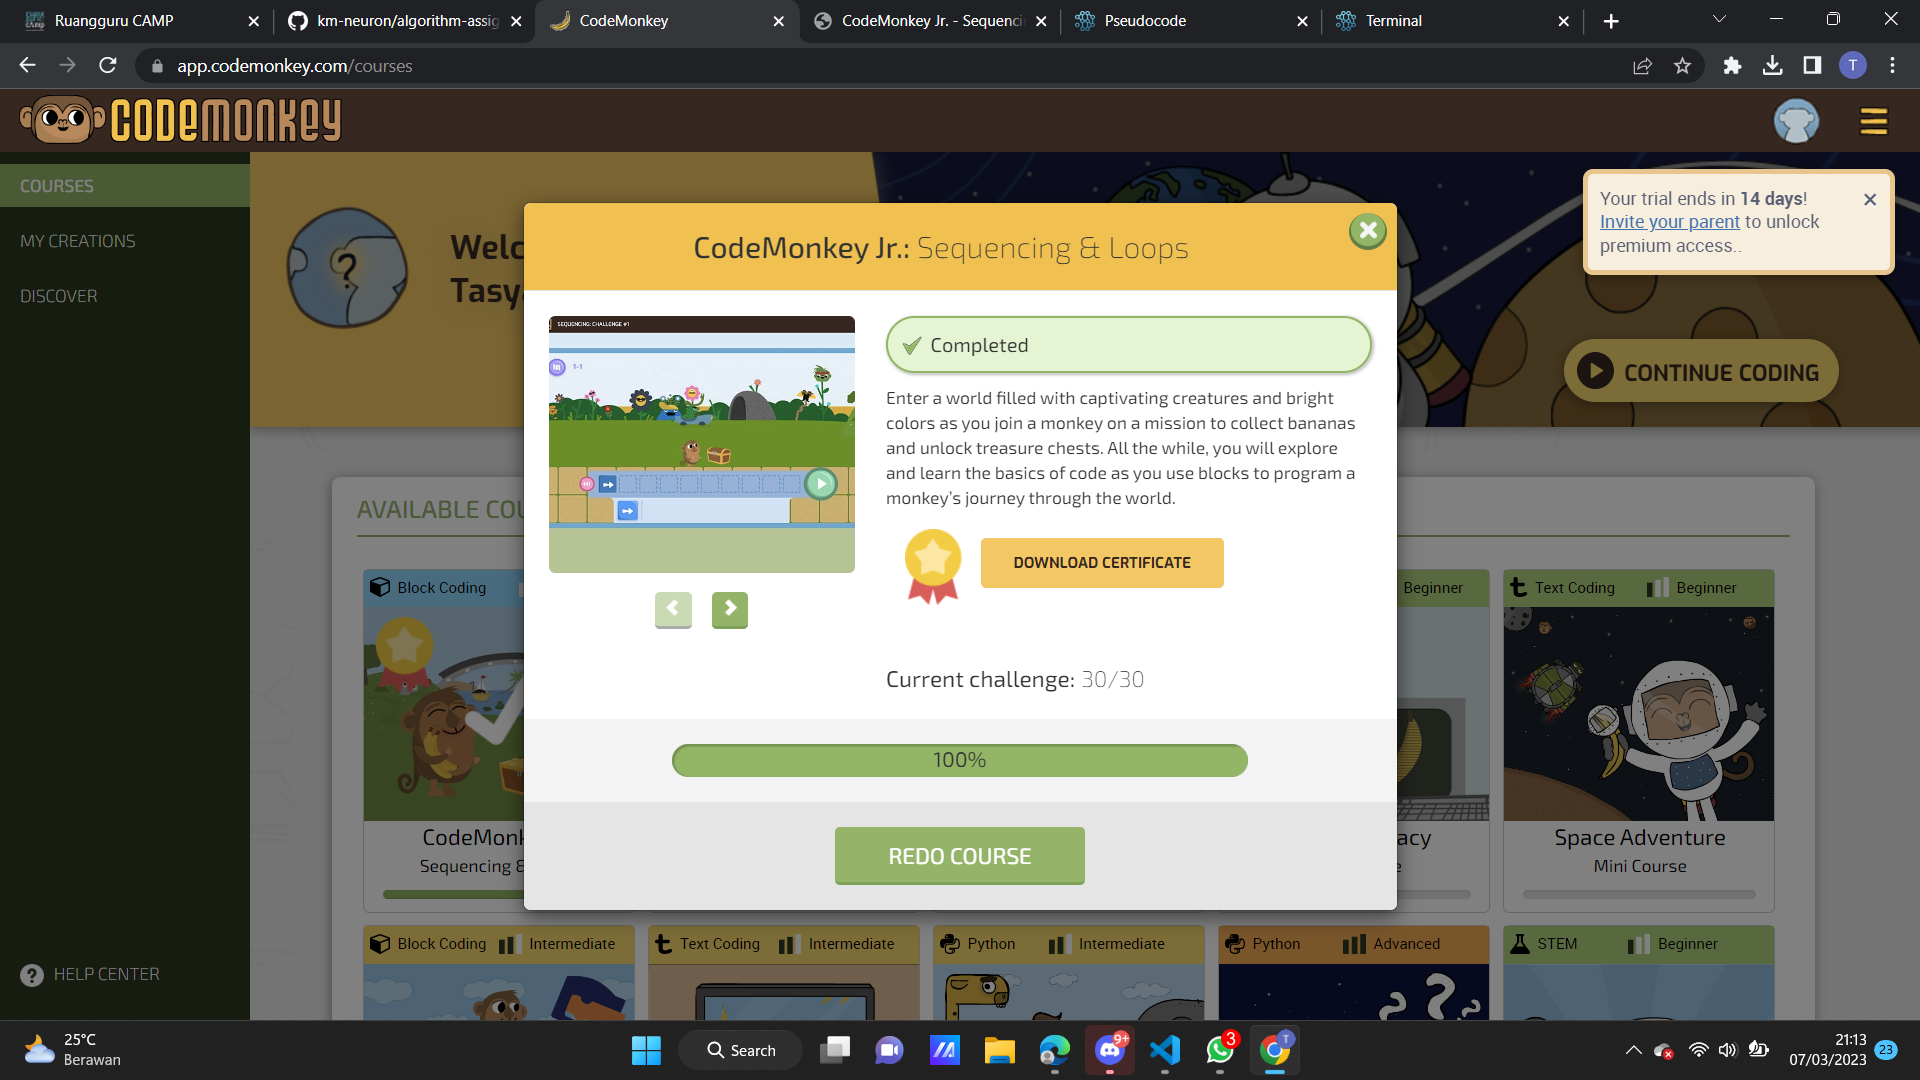 Ruangguru CAMP
km-neuron/algorithm-assig
CodeMonkey
CodeMonkey Jr. - Sequenci
Pseudocode
Terminal
app.codemonkey.com/courses
T
CODEMONKEY
COURSES
MY CREATIONS
DISCOVER
HELP CENTER
Welc
Tasy
Your trial ends in 14 days!
Invite your parent to unlock
premium access..
CONTINUE CODING
CodeMonkey Jr.: Sequencing & Loops
SEQUENCING: CHALLENGE #1
1-1
Completed
Enter a world filled with captivating creatures and bright
colors as you join a monkey on a mission to collect bananas
and unlock treasure chests. All the while, you will explore
and learn the basics of code as you use blocks to program a
monkey's journey through the world.
DOWNLOAD CERTIFICATE
Current challenge: 30/30
100%
REDO COURSE
AVAILABLE COU
Block Coding
Beginner
Text Coding Beginner
CodeMonk
Sequencing &
acy
e
Space Adventure
Mini Course
Block Coding Intermediate
Text Coding Intermediate
Python Intermediate
Python Advanced
STEM Beginner
25°C
Berawan
Search
9+
3
T
21:13
07/03/2023
23